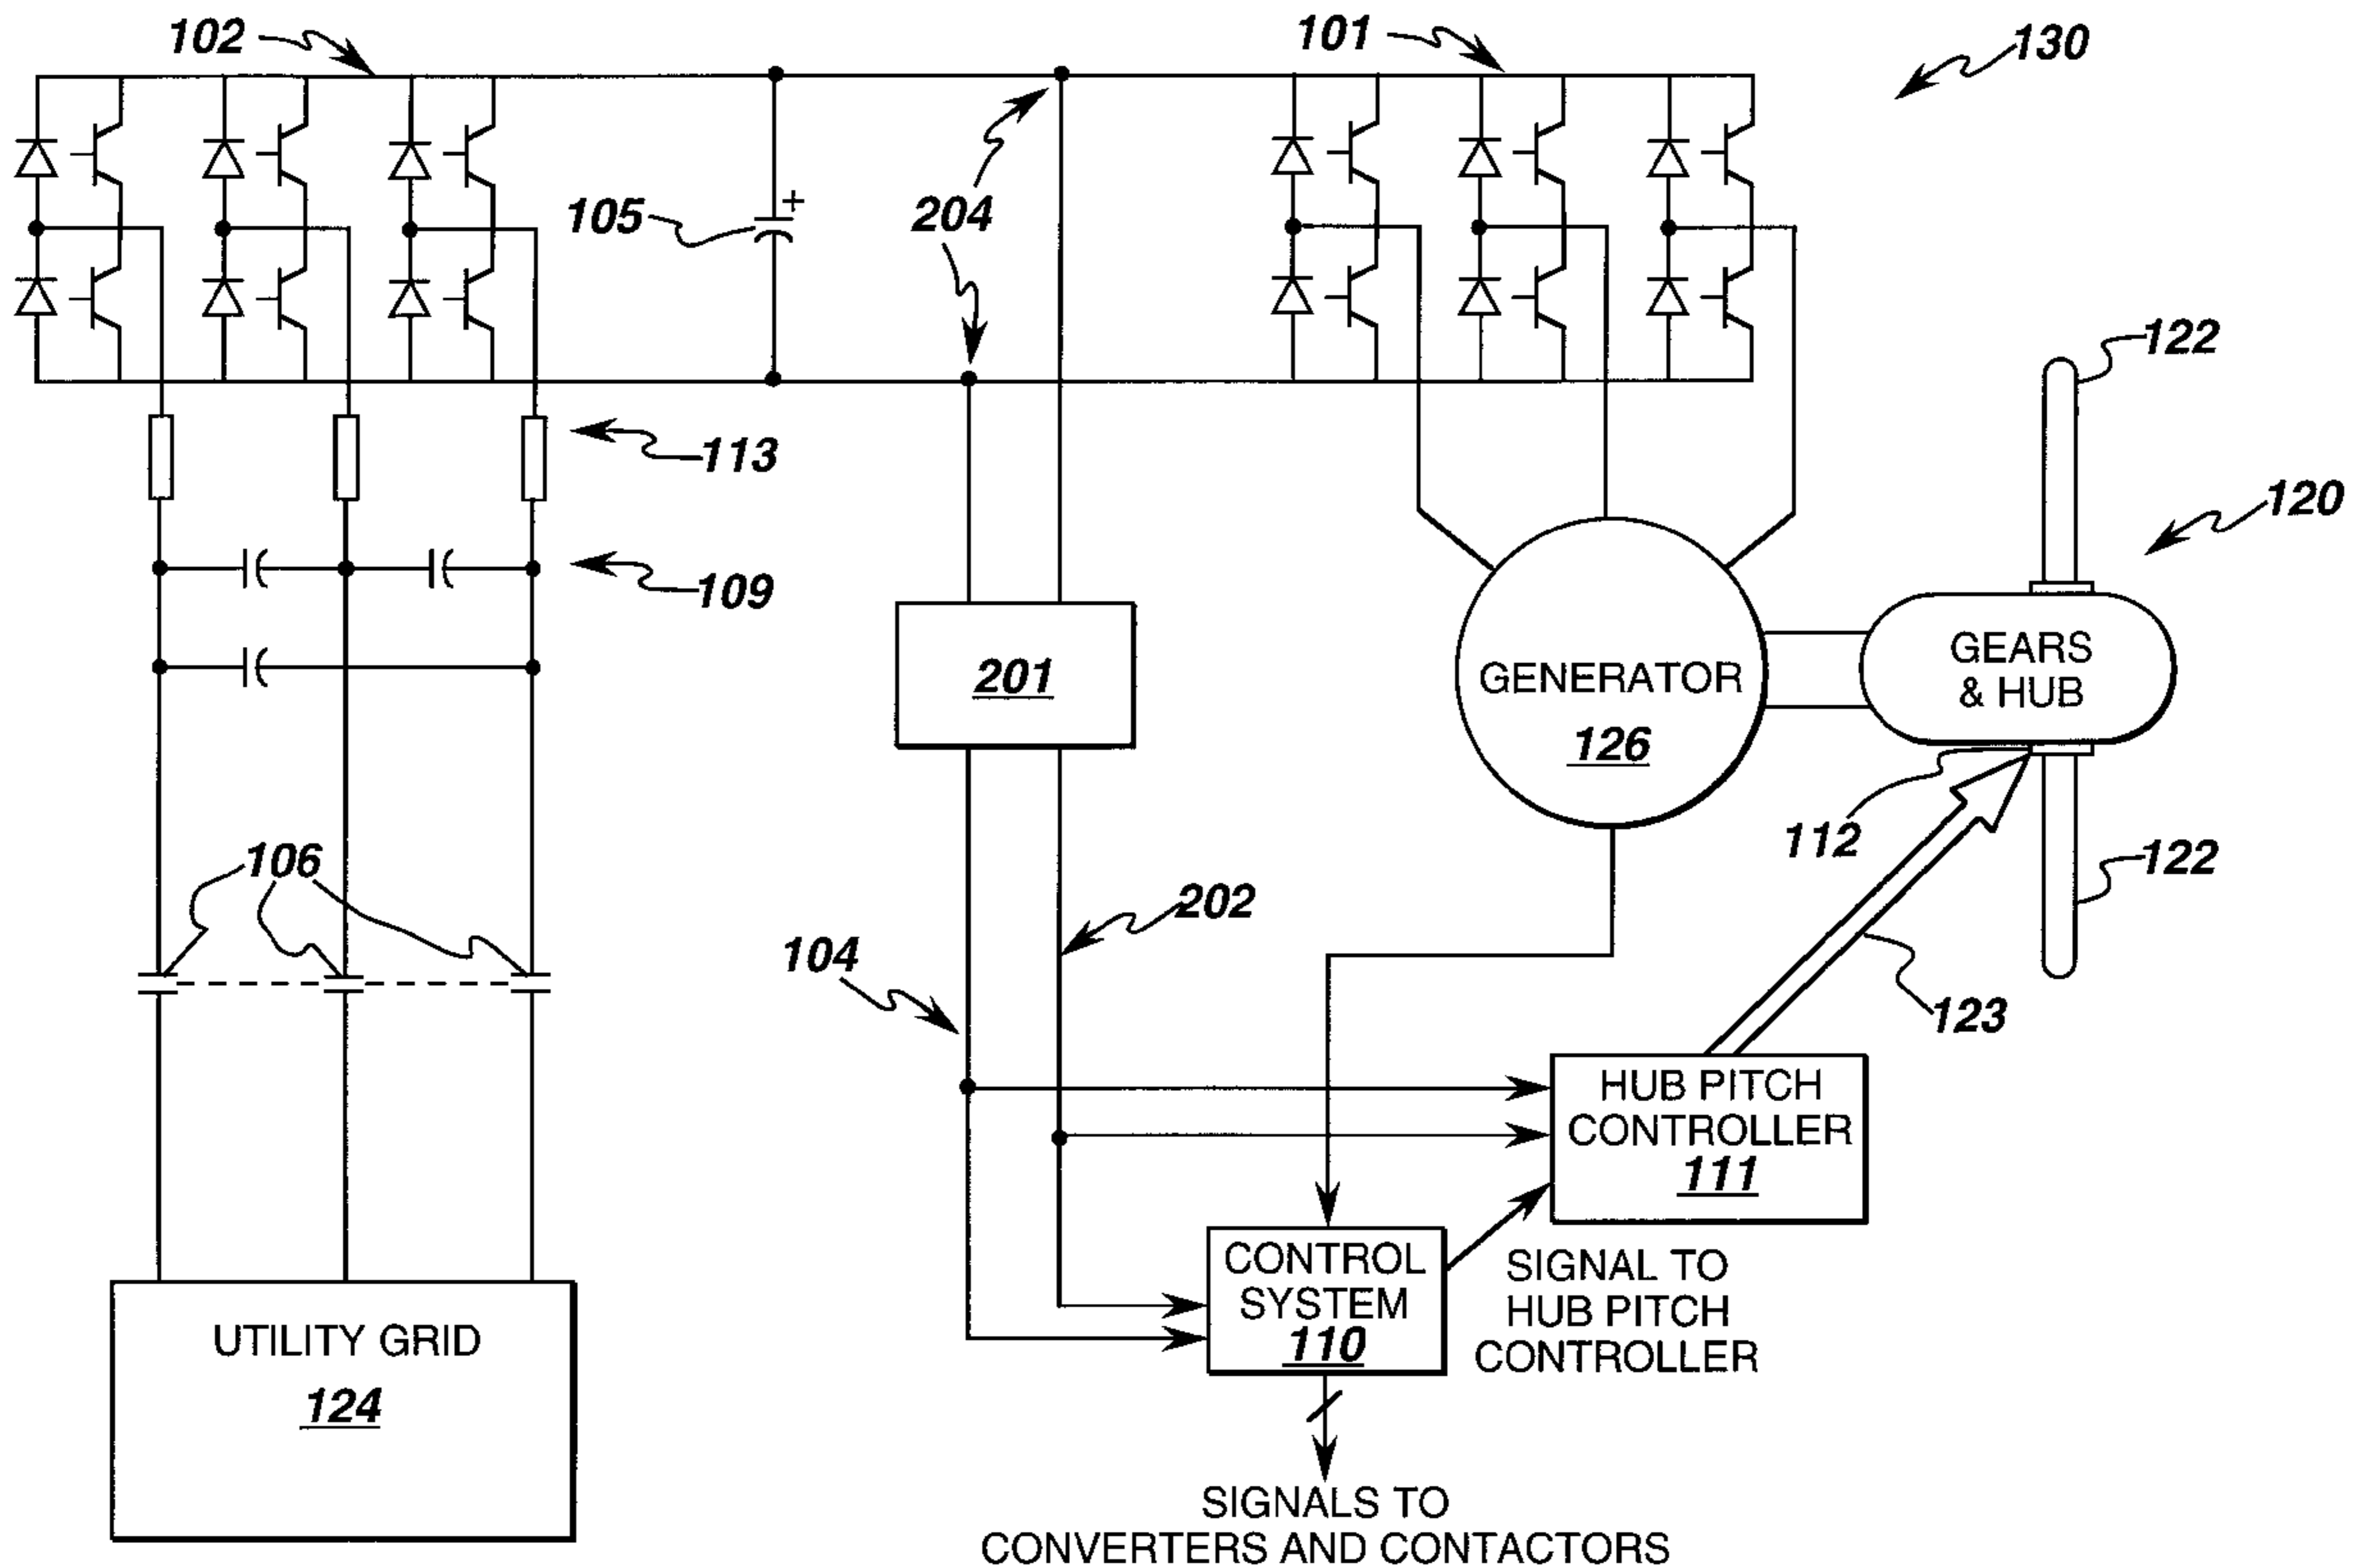 102
101
130
105
+
204
122
113
120
109
GEARS
& HUB
201
GENERATOR
126
112
106
122
202
104
123
HUB PITCH
CONTROLLER
111
CONTROL
SYSTEM
110
SIGNAL TO
HUB PITCH
CONTROLLER
UTILITY GRID
124
SIGNALS TO
CONVERTERS AND CONTACTORS